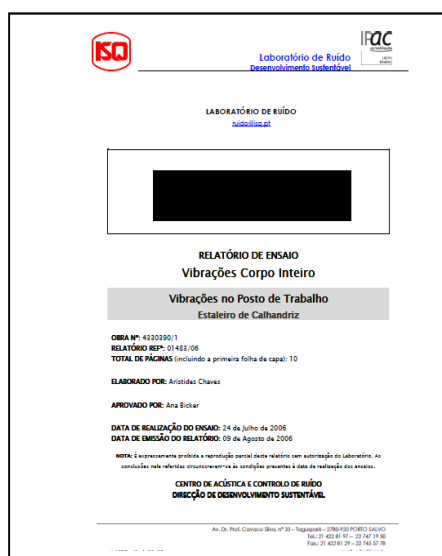 ISQ
IPAC
acreditação
Laboratório de Ruído
Desenvolvimento Sustentável
LABORATÓRIO DE RUÍDO
ruido@isq.pt
RELATÓRIO DE ENSAIO
Vibrações Corpo Inteiro
Vibrações no Posto de Trabalho
Estaleiro de Calhandriz
OBRA Nº: 4330390/1
RELATÓRIO REFª: 01483/06
TOTAL DE PÁGINAS (incluindo a primeira folha de capa): 10
ELABORADO POR: Aristides Chaves
APROVADO POR: Ana Bicker
DATA DE REALIZAÇÃO DO ENSAIO: 24 de Julho de 2006
DATA DE EMISSÃO DO RELATÓRIO: 09 de Agosto de 2006
NOTA: É expressamente proibida a reprodução parcial deste relatório sem autorização do Laboratório. As
conclusões nele referidas circunscrevem-se às condições presentes à data de realização dos ensaios.
CENTRO DE ACÚSTICA E CONTROLO DE RUÍDO
DIRECÇÃO DE DESENVOLVIMENTO SUSTENTÁVEL
Av. Dr. Prof. Cavaco Silva, nº 33 – Taguspark – 2780-920 PORTO SALVO
Tel.: 21 422 81 97 – 22 747 19 50
Fax.: 21 422 81 29 – 22 745 57 78